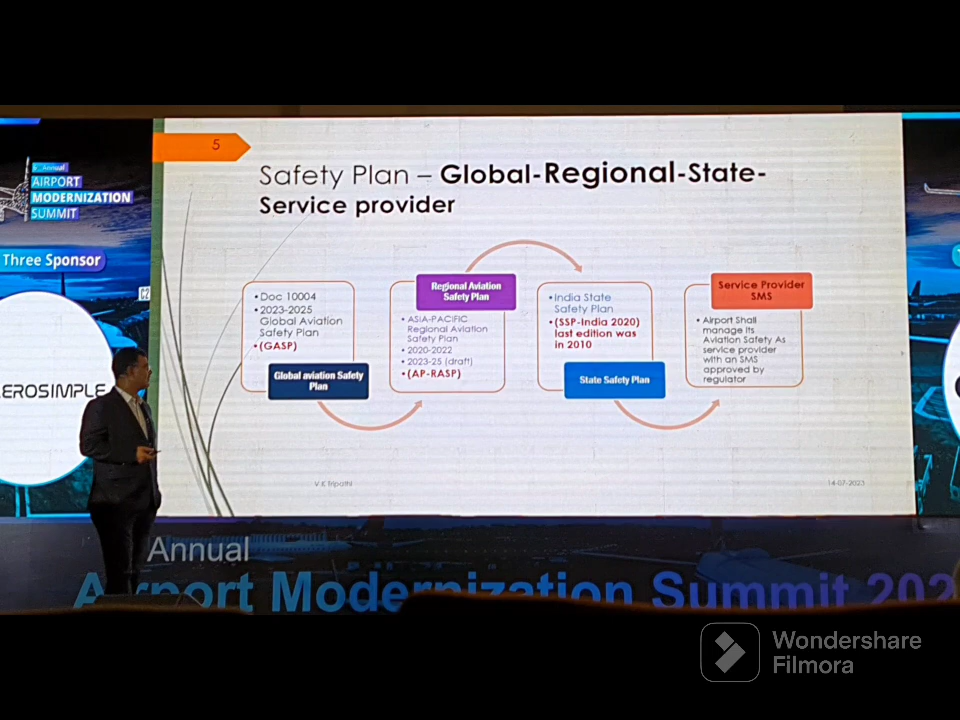 5
Safety Plan – Global-Regional-State-
Service provider
Annual
AIRPORT
MODERNIZATION
SUMMIT
Three Sponsor
EROSIMPLE
• Doc 10004
• 2023-2025
Global Aviation
Safety Plan
• (GASP)
Global aviation Safety
Plan
Regional Aviation
Safety Plan
• ASIA-PACIFIC
Regional Aviation
Safety Plan
• 2020-2022
• 2023-25 (draft)
• (AP-RASP)
• India State
Safety Plan
• (SSP-India 2020)
last edition was
in 2010
State Safety Plan
Service Provider
SMS
• Airport Shall
manage its
Aviation Safety As
service provider
with an SMS
approved by
regulator
V.K Tripathi
14-07-2023
Annual
Airport Modernization Summit 202
Wondershare
Filmora